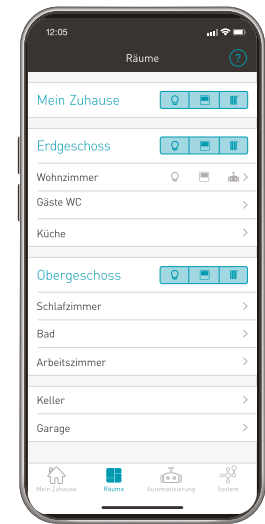 12:05
Räume
?
Mein Zuhause
Erdgeschoss
Wohnzimmer
Gäste WC
Küche
Obergeschoss
Schlafzimmer
Bad
Arbeitszimmer
Keller
Garage
Mein Zuhause Räume Automatisierung System